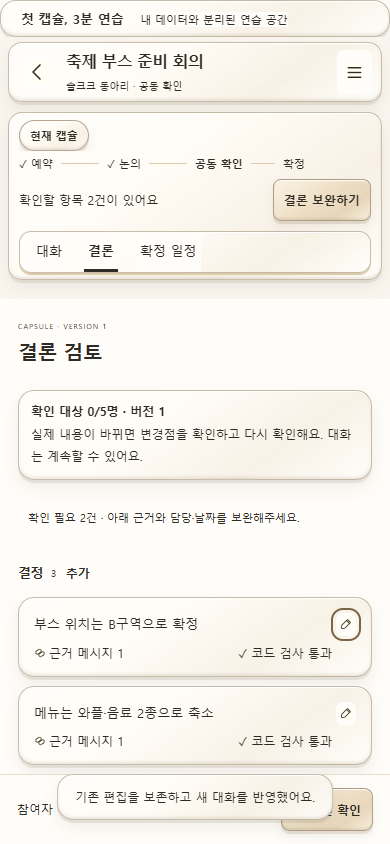 첫 캡슐, 3분 연습 내 데이터와 분리된 연습 공간
축제 부스 준비 회의
슬크크 동아리 · 공동 확인
현재 캡슐
✓ 예약 ✓ 논의 공동 확인 확정
확인할 항목 2건이 있어요
결론 보완하기
대화 결론 확정 일정
CAPSULE · VERSION 1
결론 검토
확인 대상 0/5명 · 버전 1
실제 내용이 바뀌면 변경점을 확인하고 다시 확인해요. 대화
는 계속할 수 있어요.
확인 필요 2건 · 아래 근거와 담당·날짜를 보완해주세요.
결정 3 추가
부스 위치는 B구역으로 확정
근거 메시지 1 ✓ 코드 검사 통과
메뉴는 와플·음료 2종으로 축소
근거 메시지 1 ✓ 코드 검사 통과
참여자
기존 편집을 보존하고 새 대화를 반영했어요.
확인